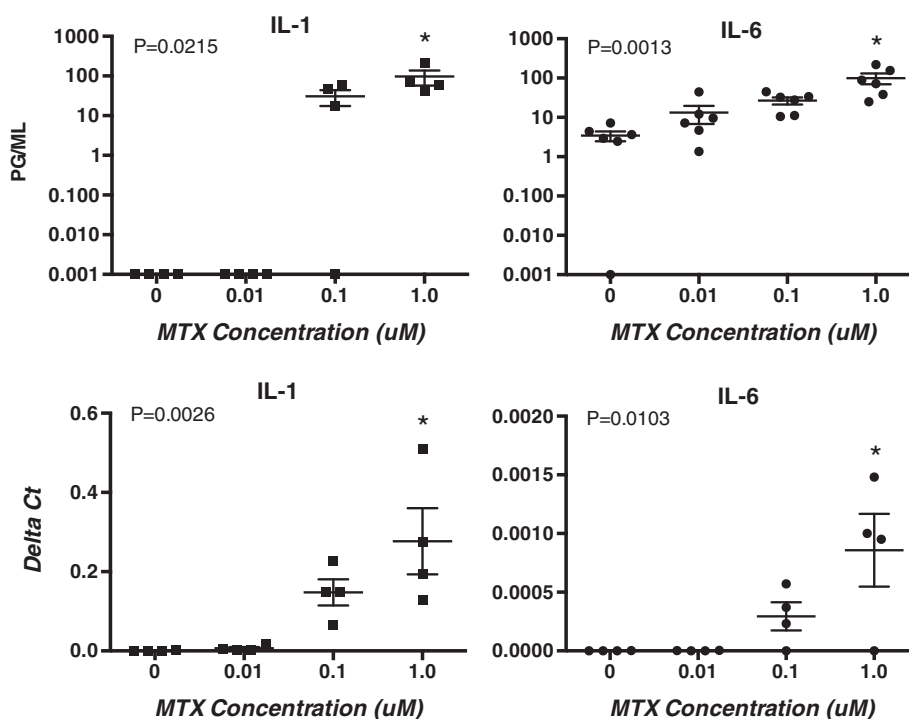 IL-1
P=0.0215
*
1000
100
10
1
0.100
0.010
0.001
PG/ML
0 0.01 0.1 1.0
MTX Concentration (uM)
IL-6
P=0.0013
*
1000
100
10
1
0.100
0.010
0.001
0 0.01 0.1 1.0
MTX Concentration (uM)
IL-1
P=0.0026
*
0.6
0.4
0.2
0.0
Delta Ct
0 0.01 0.1 1.0
MTX Concentration (uM)
IL-6
P=0.0103
*
0.0020
0.0015
0.0010
0.0005
0.0000
0 0.01 0.1 1.0
MTX Concentration (uM)